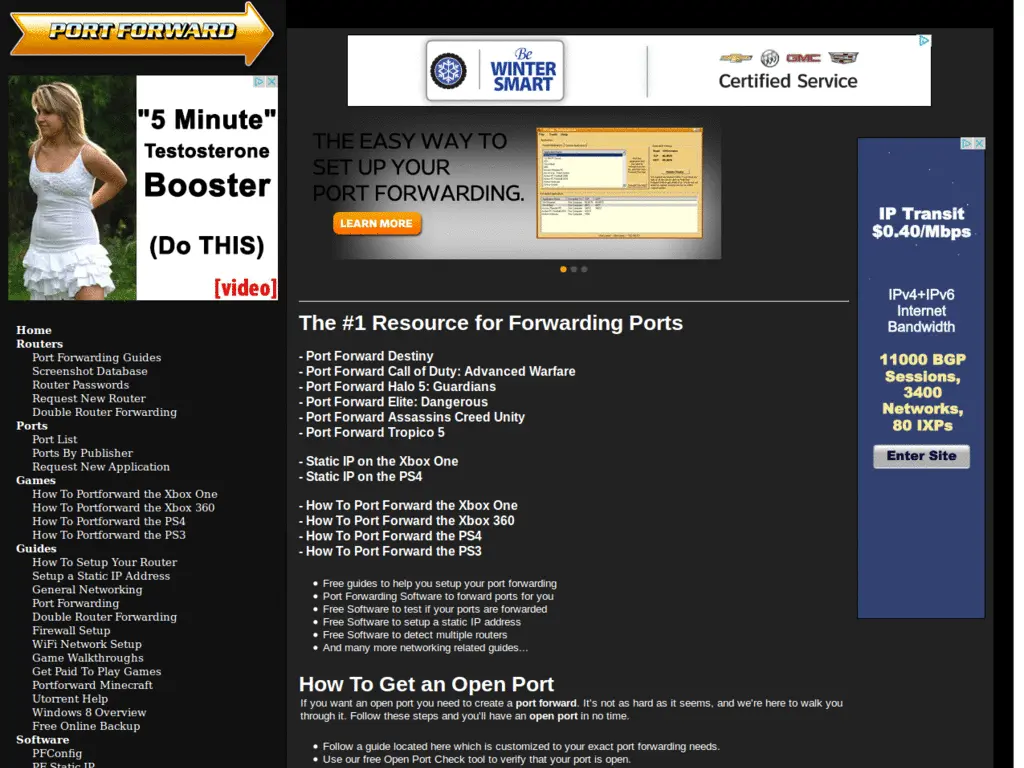 PORT FORWARD
"5 Minute"
Testosterone
Booster
(Do THIS)
[video]
Home
Routers
Port Forwarding Guides
Screenshot Database
Router Passwords
Request New Router
Double Router Forwarding
Ports
Port List
Ports By Publisher
Request New Application
Games
How To Portforward the Xbox One
How To Portforward the Xbox 360
How To Portforward the PS4
How To Portforward the PS3
Guides
How To Setup Your Router
Setup a Static IP Address
General Networking
Port Forwarding
Double Router Forwarding
Firewall Setup
WiFi Network Setup
Game Walkthroughs
Get Paid To Play Games
Portforward Minecraft
Utorrent Help
Windows 8 Overview
Free Online Backup
Software
PFConfig
PF Static IP
Be
WINTER
SMART
GMC
Certified Service
THE EASY WAY TO
SET UP YOUR
PORT FORWARDING.
LEARN MORE
The #1 Resource for Forwarding Ports
- Port Forward Destiny
- Port Forward Call of Duty: Advanced Warfare
- Port Forward Halo 5: Guardians
- Port Forward Elite: Dangerous
- Port Forward Assassins Creed Unity
- Port Forward Tropico 5
- Static IP on the Xbox One
- Static IP on the PS4
- How To Port Forward the Xbox One
- How To Port Forward the Xbox 360
- How To Port Forward the PS4
- How To Port Forward the PS3
• Free guides to help you setup your port forwarding
• Port Forwarding Software to forward ports for you
• Free Software to test if your ports are forwarded
• Free Software to setup a static IP address
• Free Software to detect multiple routers
• And many more networking related guides...
How To Get an Open Port
If you want an open port you need to create a port forward. It's not as hard as it seems, and we're here to walk you
through it. Follow these steps and you'll have an open port in no time.
• Follow a guide located here which is customized to your exact port forwarding needs.
• Use our free Open Port Check tool to verify that your port is open.
IP Transit
$0.40/Mbps
IPv4+IPv6
Internet
Bandwidth
11000 BGP
Sessions,
3400
Networks,
80 IXPs
Enter Site